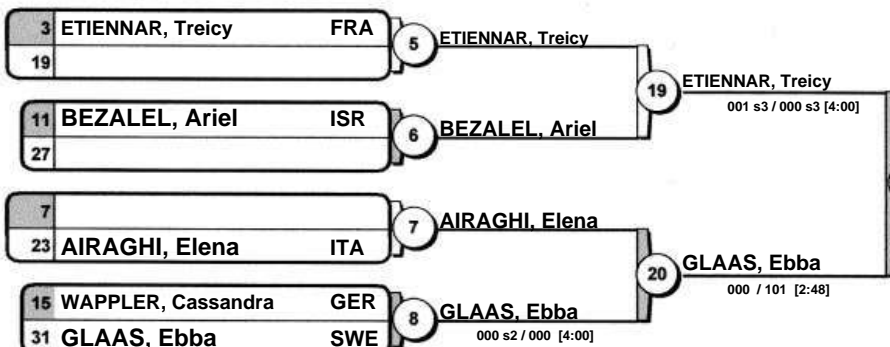 3 ETIENNAR, Treicy FRA
19
5 ETIENNAR, Treicy
11 BEZALEL, Ariel ISR
27
6 BEZALEL, Ariel
19 ETIENNAR, Treicy
001 s3 / 000 s3 [4:00]
7
23 AIRAGHI, Elena ITA
7 AIRAGHI, Elena
15 WAPPLER, Cassandra GER
31 GLAAS, Ebba SWE
8 GLAAS, Ebba
000 s2 / 000 [4:00]
20 GLAAS, Ebba
000 / 101 [2:48]